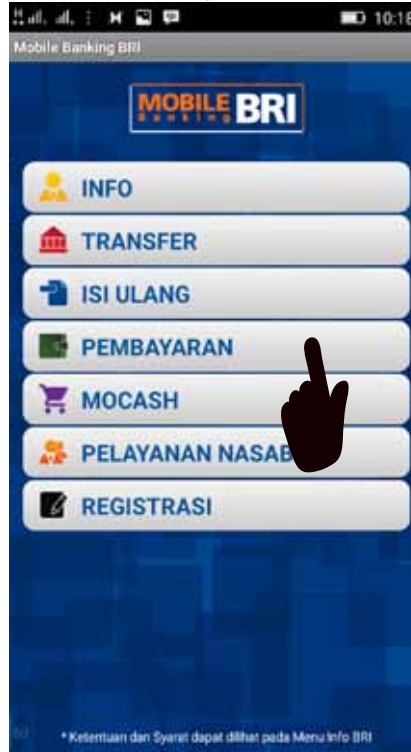 10:18
Mobile Banking BRI
MOBILE BRI
Banking
INFO
TRANSFER
ISI ULANG
PEMBAYARAN
MOCASH
PELAYANAN NASAB
REGISTRASI
*Ketentuan dan Syarat dapat dilihat pada Menu Info BRI